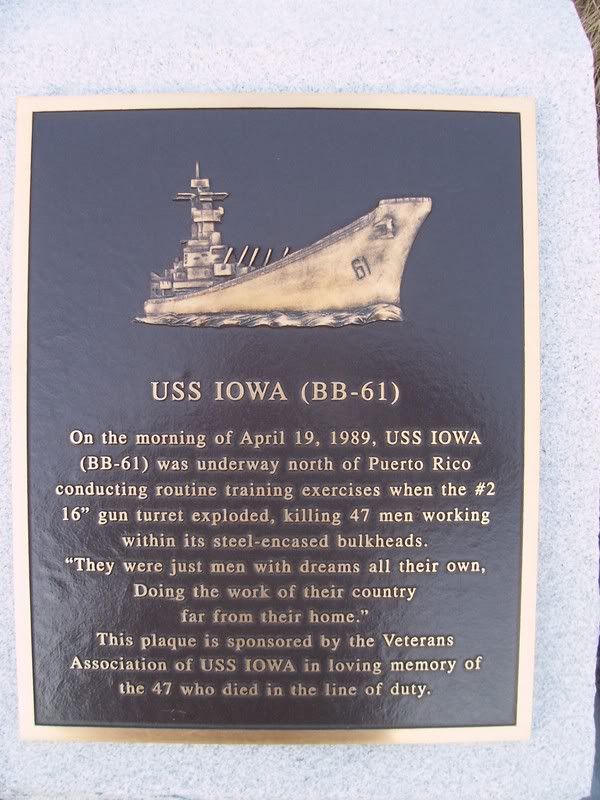 61
USS IOWA (BB-61)
On the morning of April 19, 1989, USS IOWA
(BB-61) was underway north of Puerto Rico
conducting routine training exercises when the #2
16” gun turret exploded, killing 47 men working
within its steel-encased bulkheads.
“They were just men with dreams all their own,
Doing the work of their country
far from their home.”
This plaque is sponsored by the Veterans
Association of USS IOWA in loving memory of
the 47 who died in the line of duty.